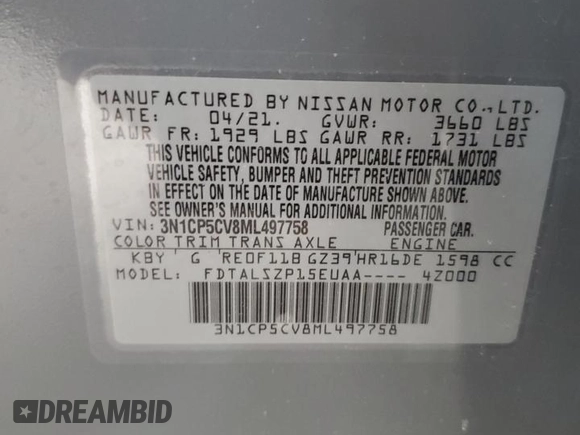 MANUFACTURED BY NISSAN MOTOR CO.,LTD.
DATE: 04/21. GVWR: 3660 LBS
GAWR FR: 1929 LBS GAWR RR: 1731 LBS
THIS VEHICLE CONFORMS TO ALL APPLICABLE FEDERAL MOTOR
VEHICLE SAFETY, BUMPER AND THEFT PREVENTION STANDARDS
IN EFFECT ON THE DATE OF MANUFACTURE SHOWN ABOVE.
SEE OWNER'S MANUAL FOR ADDITIONAL INFORMATION.
VIN: 3N1CP5CV8ML497758 PASSENGER CAR
COLOR TRIM TRANS AXLE ENGINE
KBY G RE0F11B GZ39 HR16DE 1598 CC
MODEL: FDTALSZP15EUAA---- 4Z000
3N1CP5CV8ML497758
DREAMBID